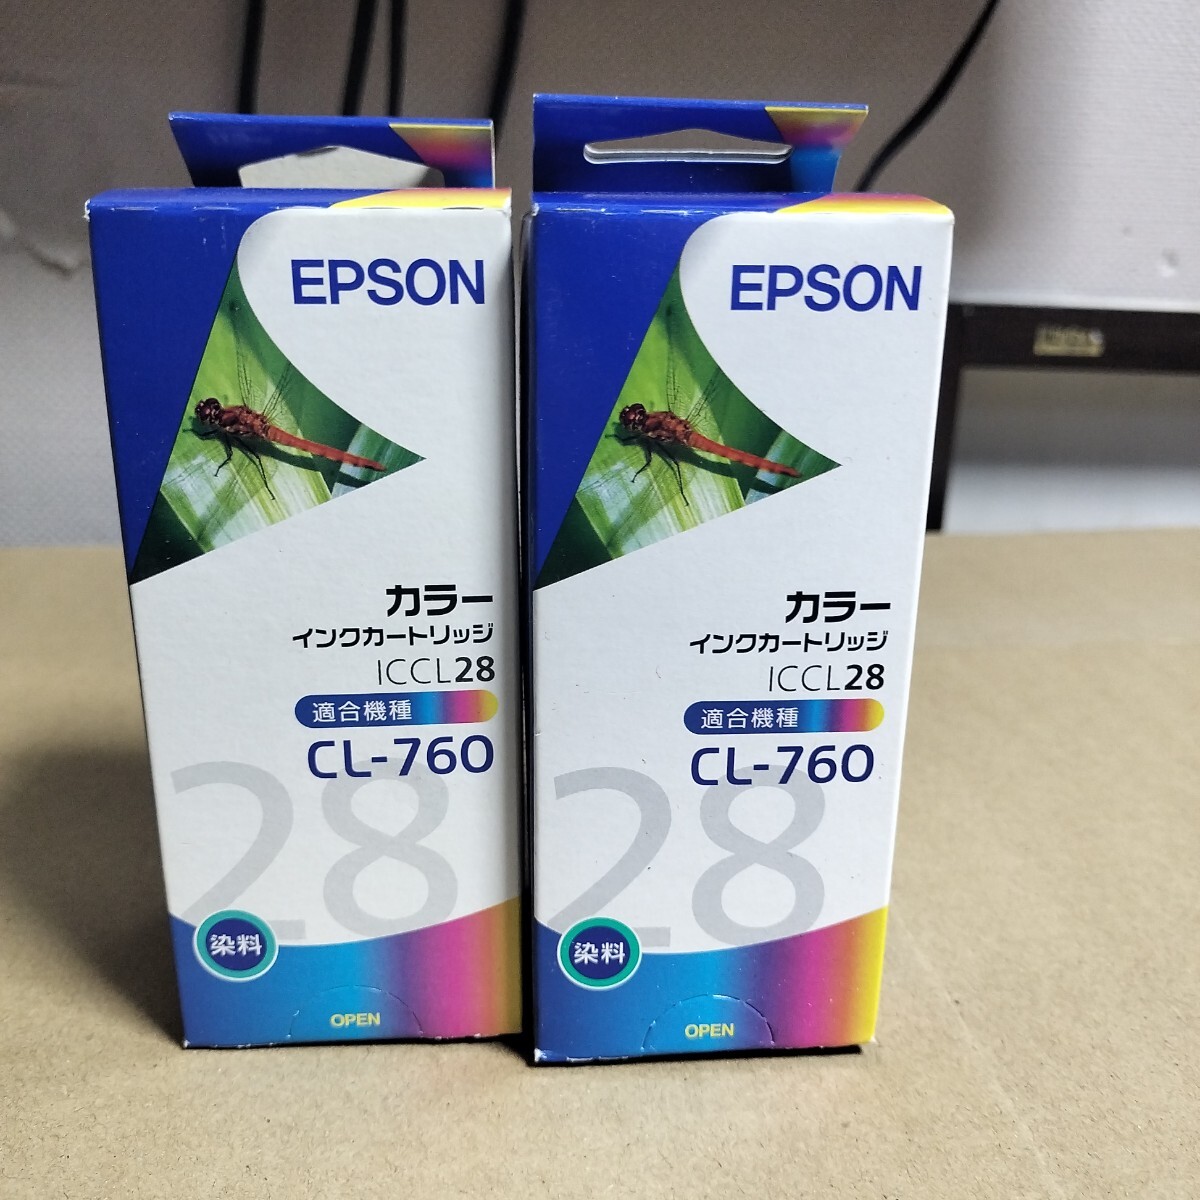 EPSON
カラー
インクカートリッジ
ICCL28
適合機種
CL-760
28
染料
OPEN
EPSON
カラー
インクカートリッジ
ICCL28
適合機種
CL-760
28
染料
OPEN